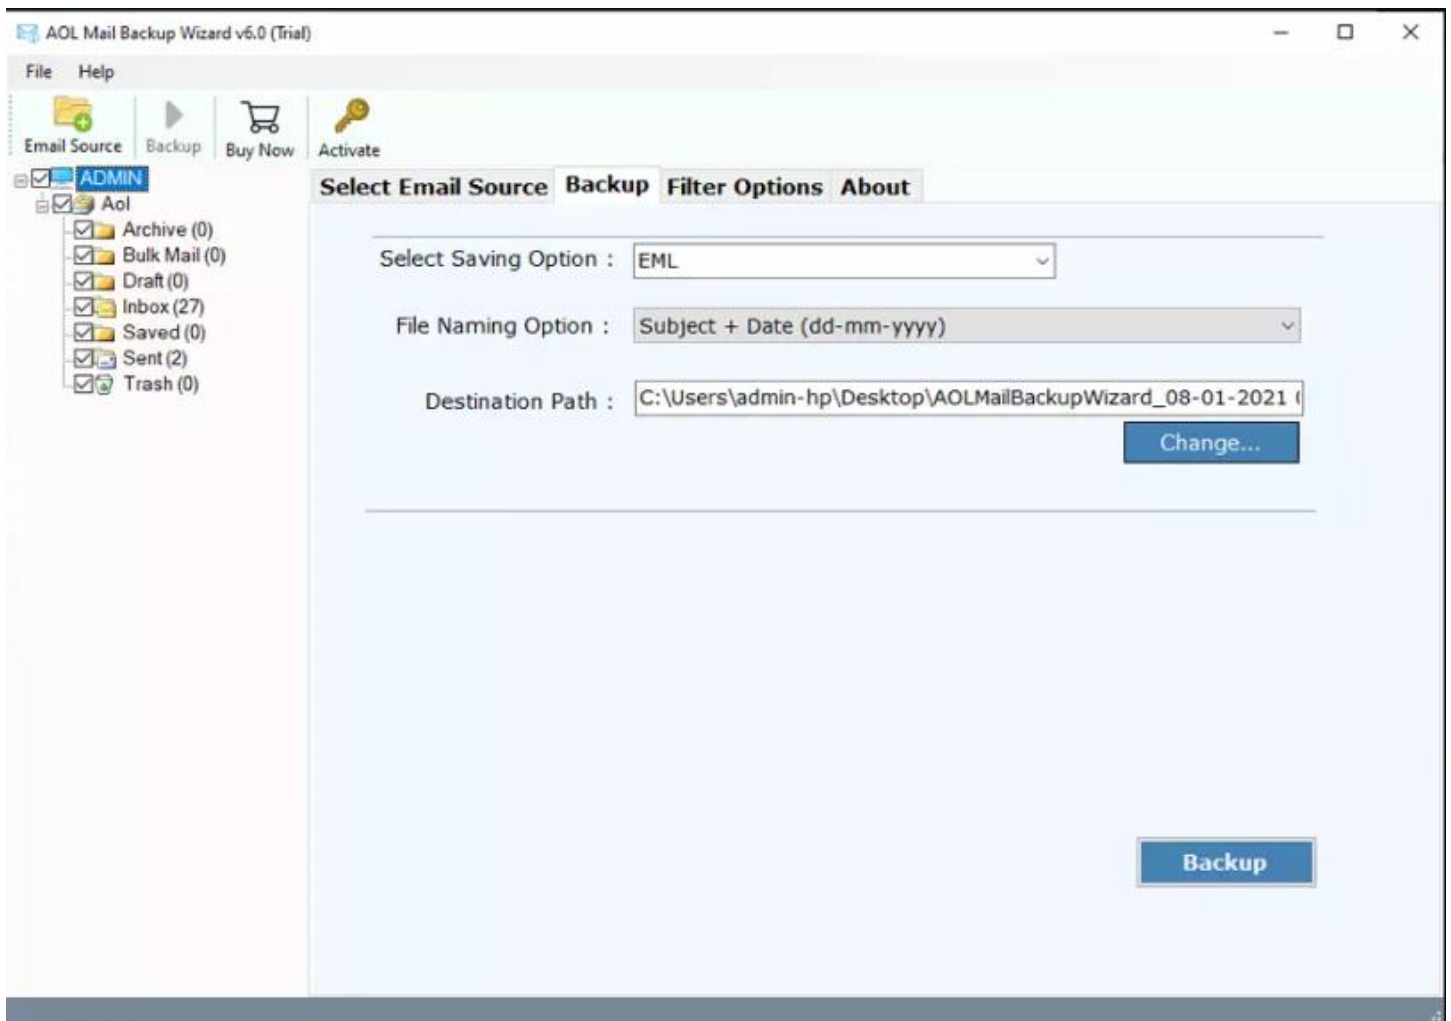 AOL Mail Backup Wizard v6.0 (Trial)
File Help
Email Source Backup Buy Now Activate
ADMIN
Aol
Archive (0)
Bulk Mail (0)
Draft (0)
Inbox (27)
Saved (0)
Sent (2)
Trash (0)
Select Email Source Backup Filter Options About
Select Saving Option : EML
File Naming Option : Subject + Date (dd-mm-yyyy)
Destination Path : C:\Users\admin-hp\Desktop\AOLMailBackupWizard_08-01-2021
Change...
Backup